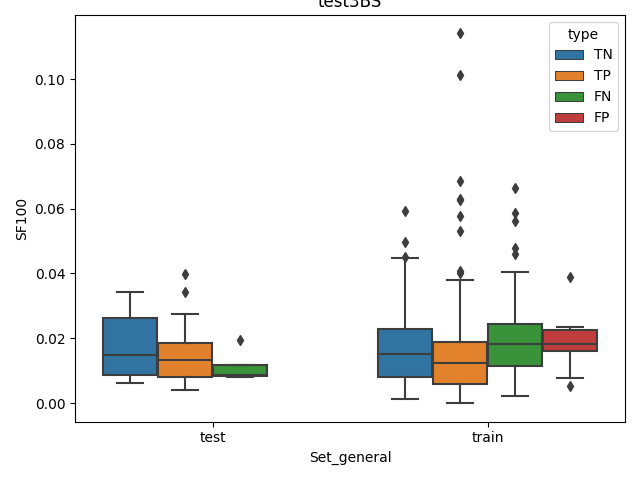 test3BS
type
TN
TP
FN
FP
0.10
0.08
0.06
0.04
0.02
0.00
SF100
test
train
Set_general